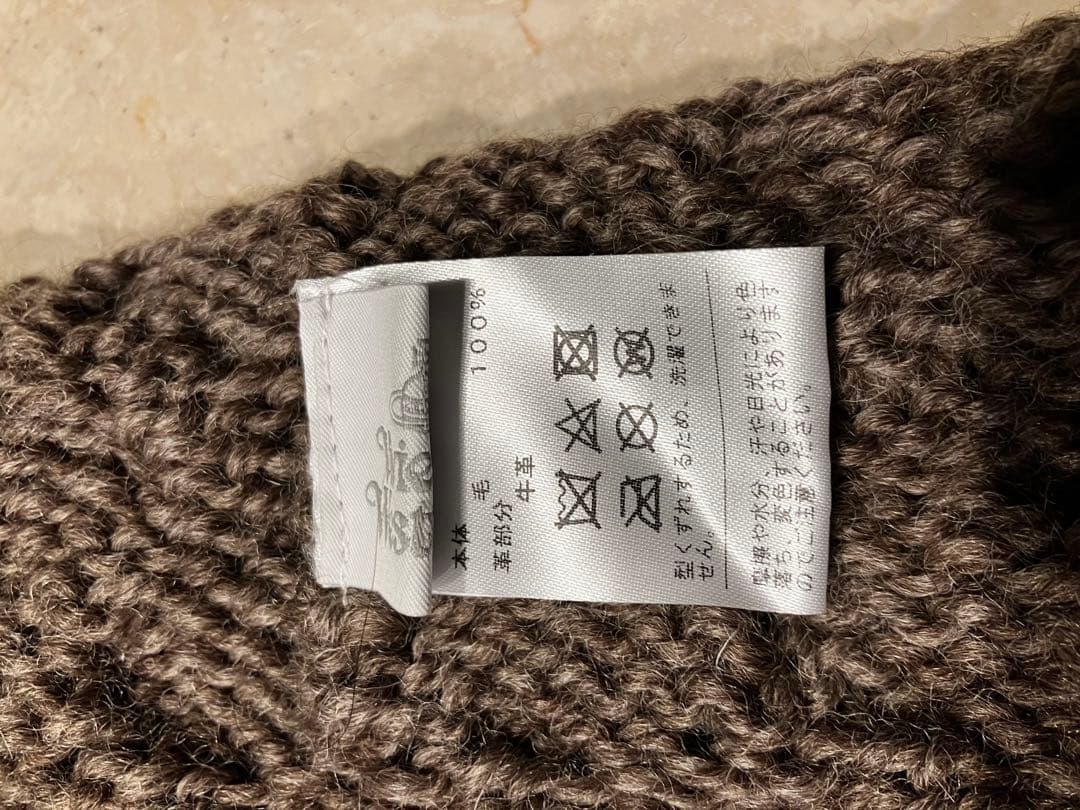 本体
毛 100%
革部分
牛革
型くずれするため、洗濯できま
せん。
摩擦や水分、汗や日光により色
落ち、変色することがあります
のでご注意ください。